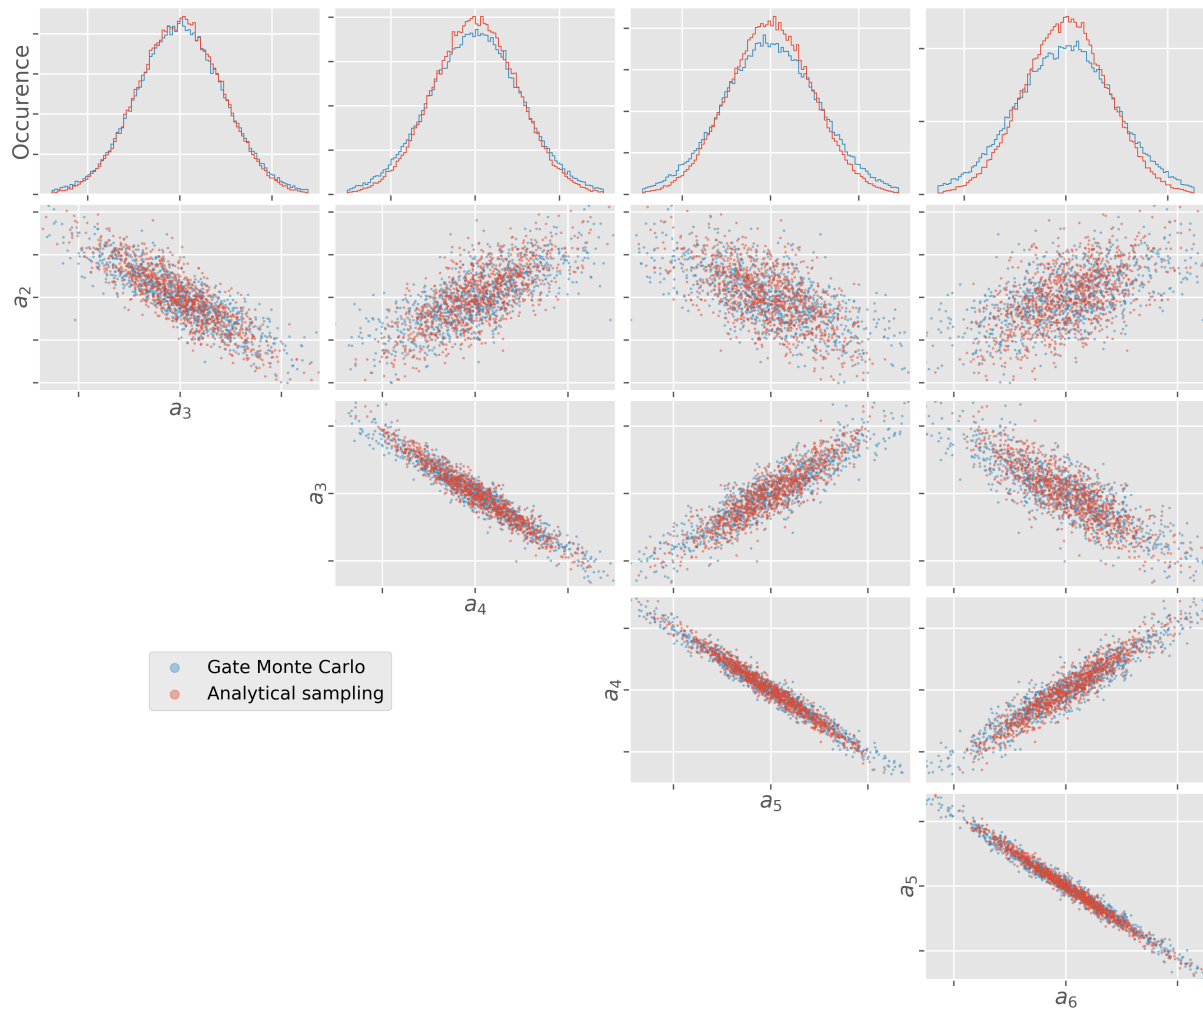 Occurence
a2
a3
a3
a4
Gate Monte Carlo
Analytical sampling
a4
a5
a5
a6